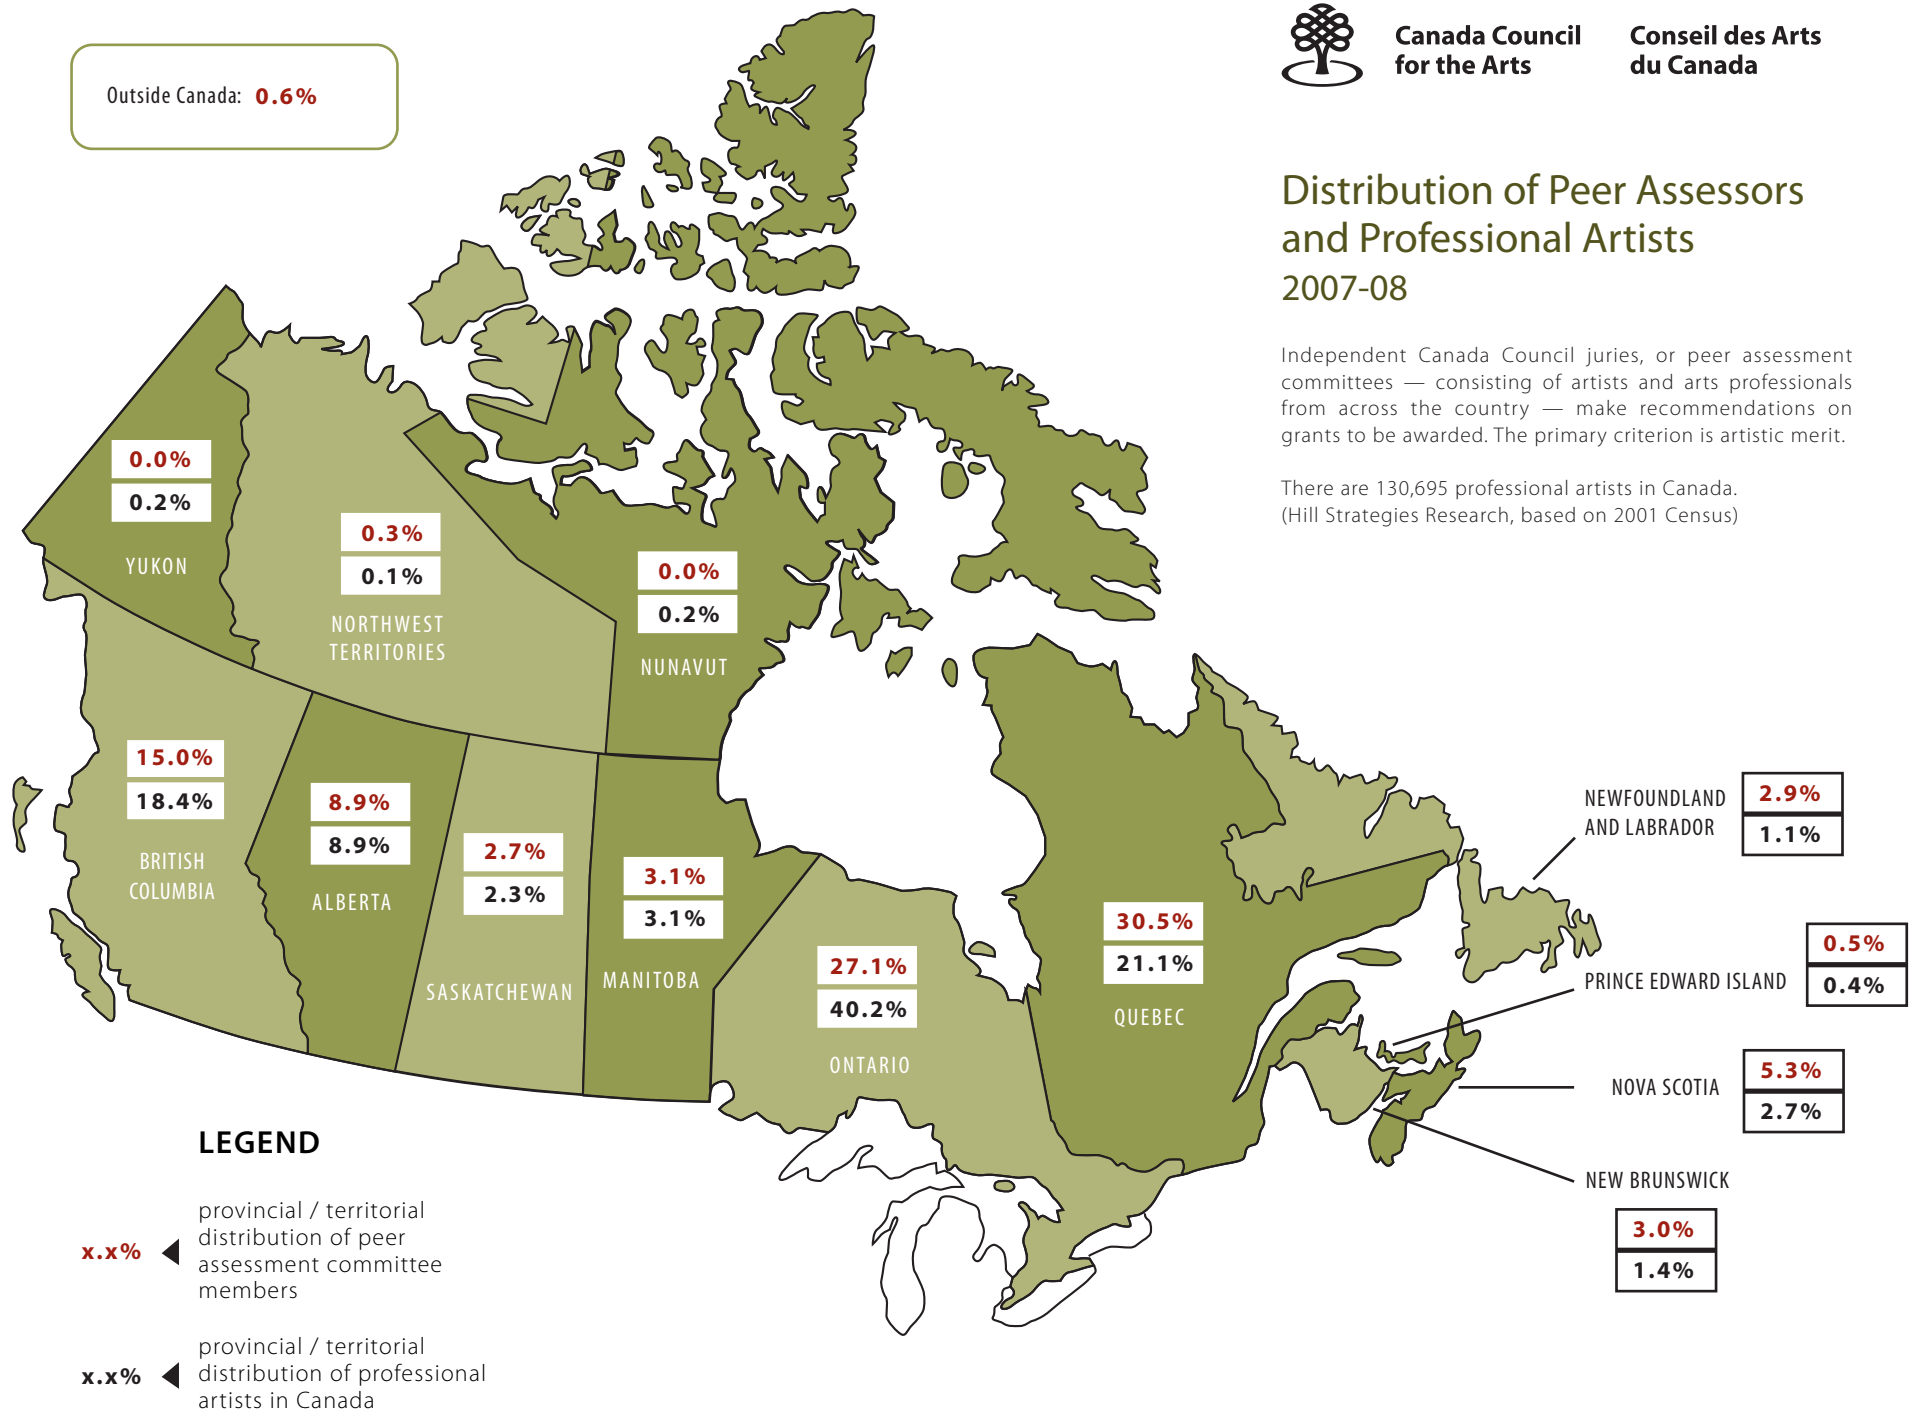 Outside Canada: 0.6%
Canada Council
for the Arts
Conseil des Arts
du Canada
Distribution of Peer Assessors
and Professional Artists
2007-08
Independent Canada Council juries, or peer assessment
committees — consisting of artists and arts professionals
from across the country — make recommendations on
grants to be awarded. The primary criterion is artistic merit.
There are 130,695 professional artists in Canada.
(Hill Strategies Research, based on 2001 Census)
0.0%
0.2%
YUKON
0.3%
0.1%
NORTHWEST
TERRITORIES
0.0%
0.2%
NUNAVUT
15.0%
18.4%
BRITISH
COLUMBIA
8.9%
8.9%
ALBERTA
2.7%
2.3%
SASKATCHEWAN
3.1%
3.1%
MANITOBA
27.1%
40.2%
ONTARIO
30.5%
21.1%
QUEBEC
NEWFOUNDLAND
AND LABRADOR
2.9%
1.1%
PRINCE EDWARD ISLAND
0.5%
0.4%
NOVA SCOTIA
5.3%
2.7%
NEW BRUNSWICK
3.0%
1.4%
LEGEND
x.x%
provincial / territorial
distribution of peer
assessment committee
members
x.x%
provincial / territorial
distribution of professional
artists in Canada